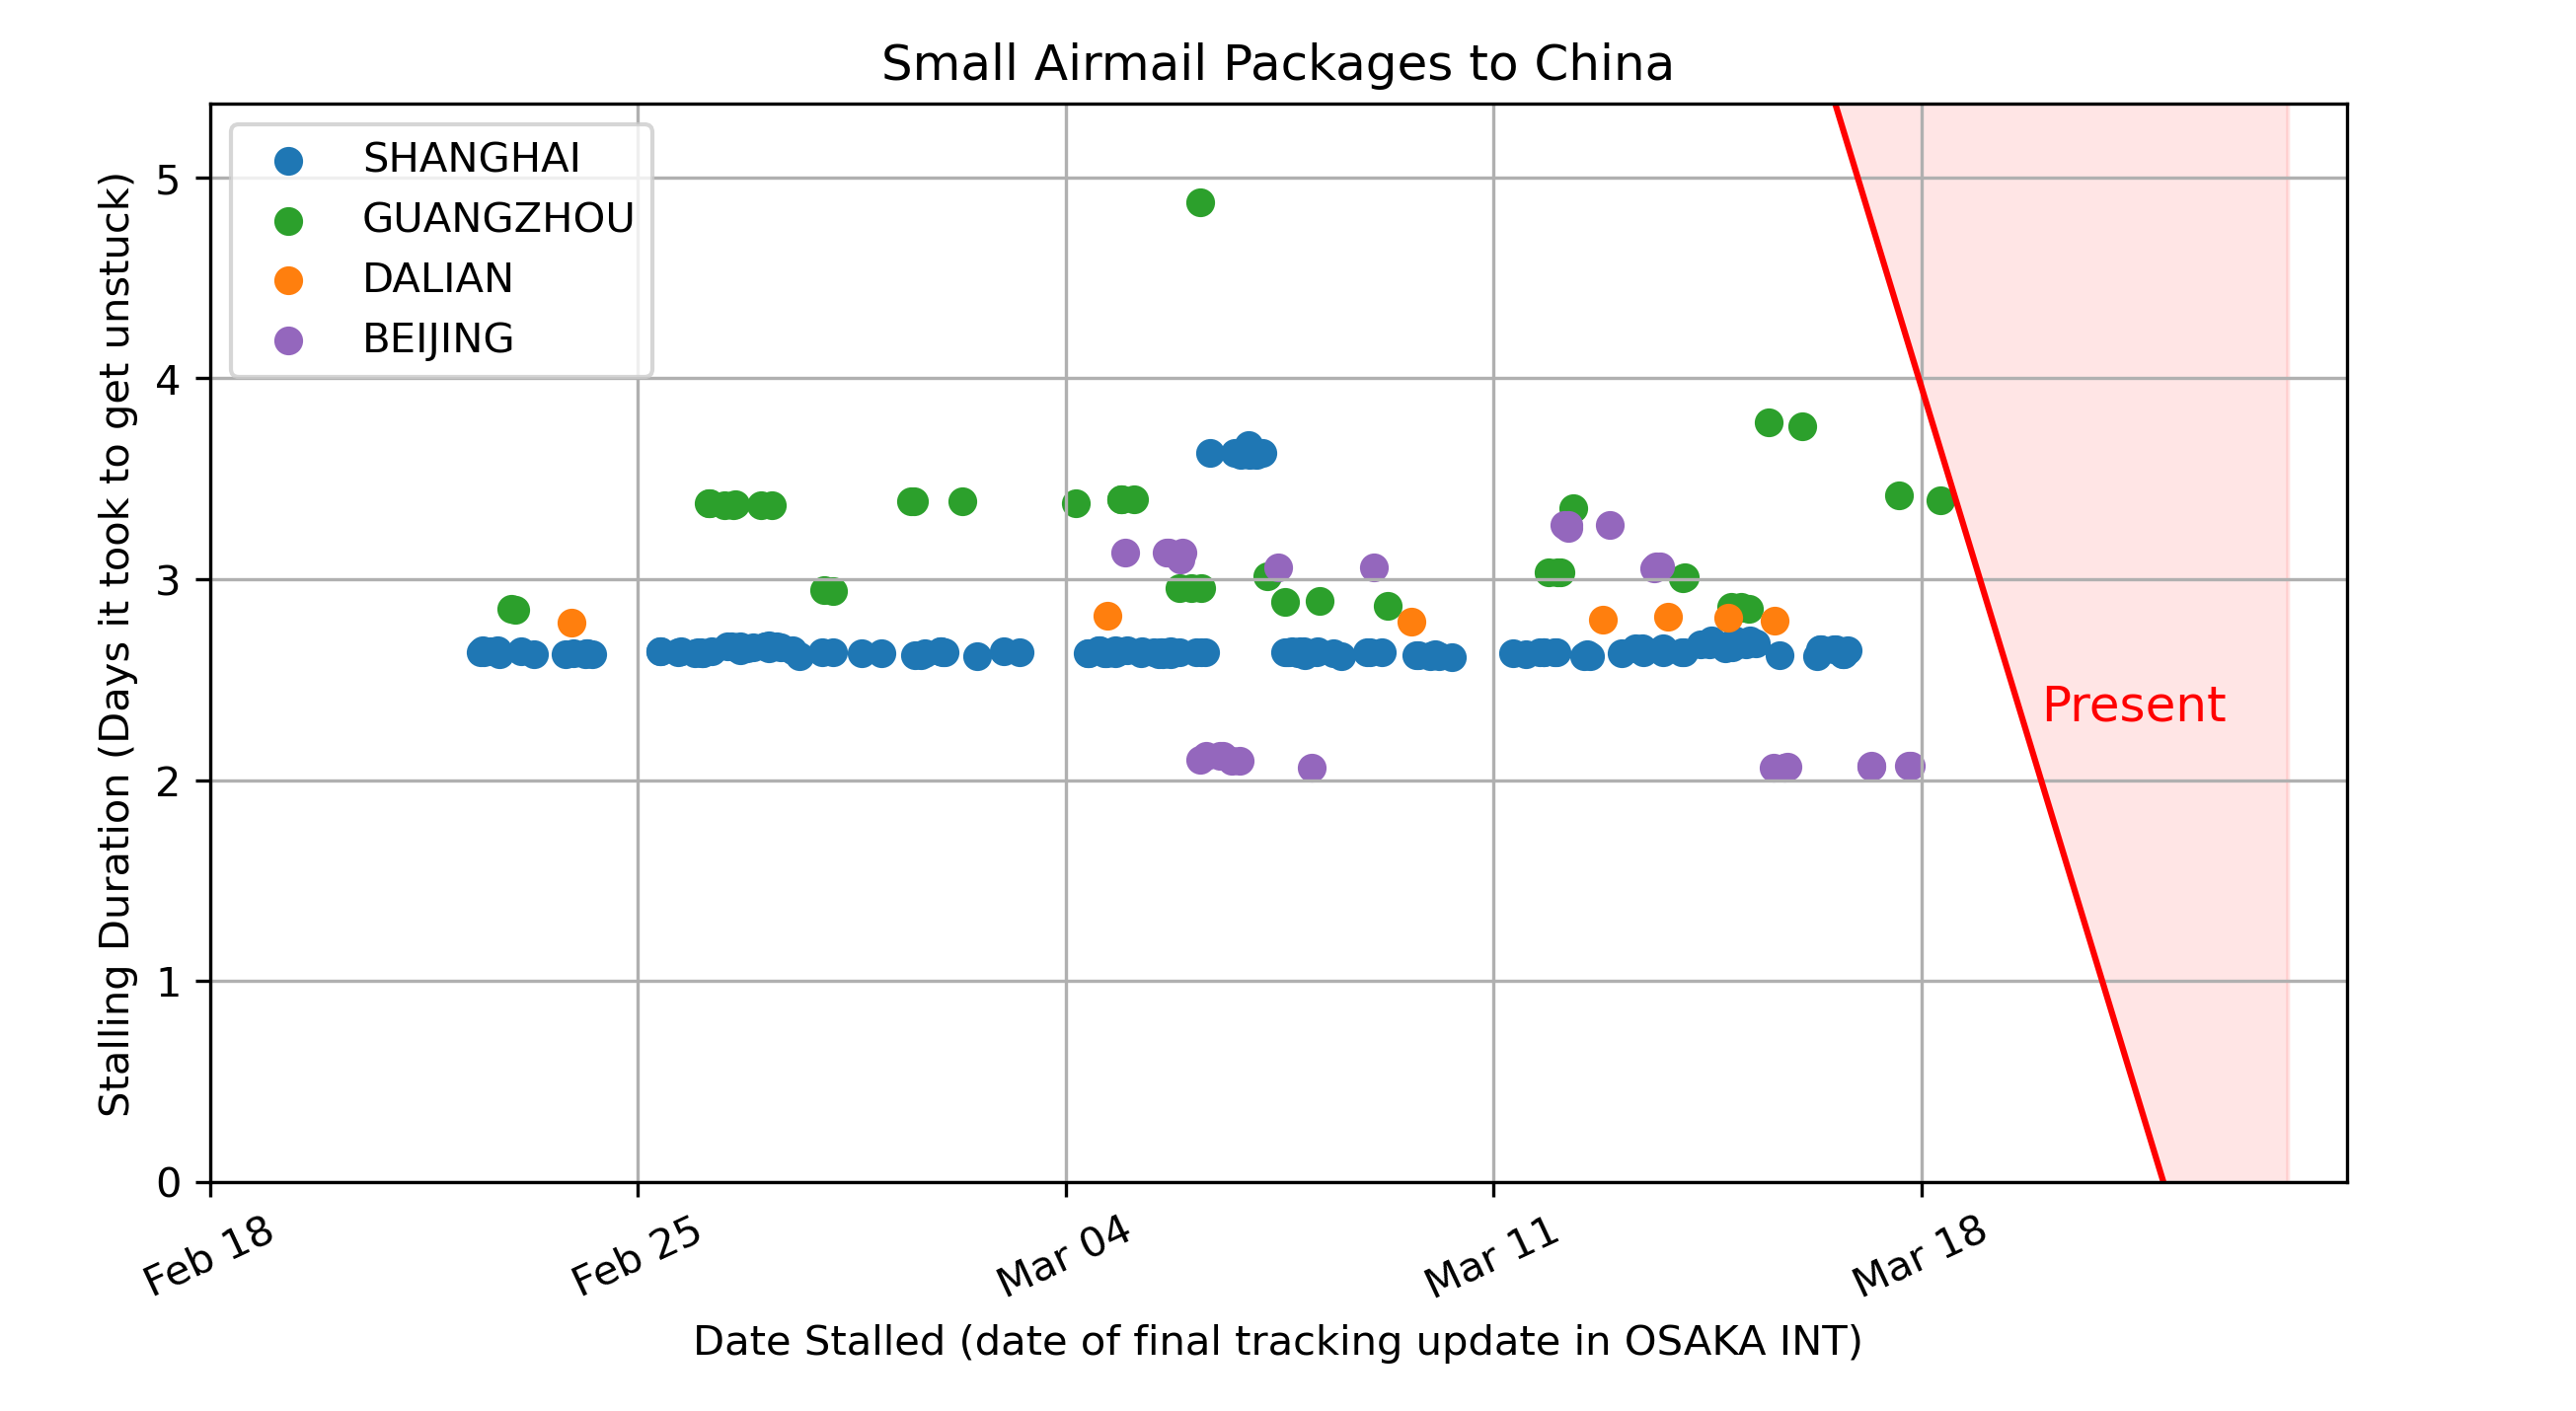 Small Airmail Packages to China
SHANGHAI
GUANGZHOU
DALIAN
BEIJING
Stalling Duration (Days it took to get unstuck)
5
4
3
2
1
0
Present
Feb 18
Feb 25
Mar 04
Mar 11
Mar 18
Date Stalled (date of final tracking update in OSAKA INT)